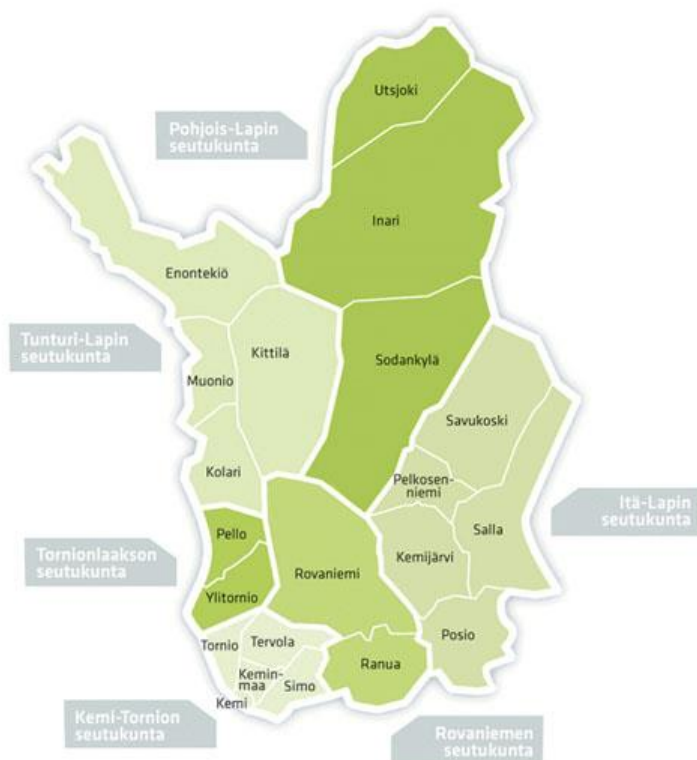 Utsjoki
Pohjois-Lapin
seutukunta
Inari
Enontekiö
Tunturi-Lapin
seutukunta
Kittilä
Sodankylä
Muonio
Savukoski
Kolari
Pelkosen-
niemi
Itä-Lapin
seutukunta
Salla
Pello
Tornionlaakson
seutukunta
Kemijärvi
Rovaniemi
Ylitornio
Posio
Tornio
Tervola
Ranua
Kemin-
maa
Simo
Kemi
Kemi-Tornion
seutukunta
Rovaniemen
seutukunta